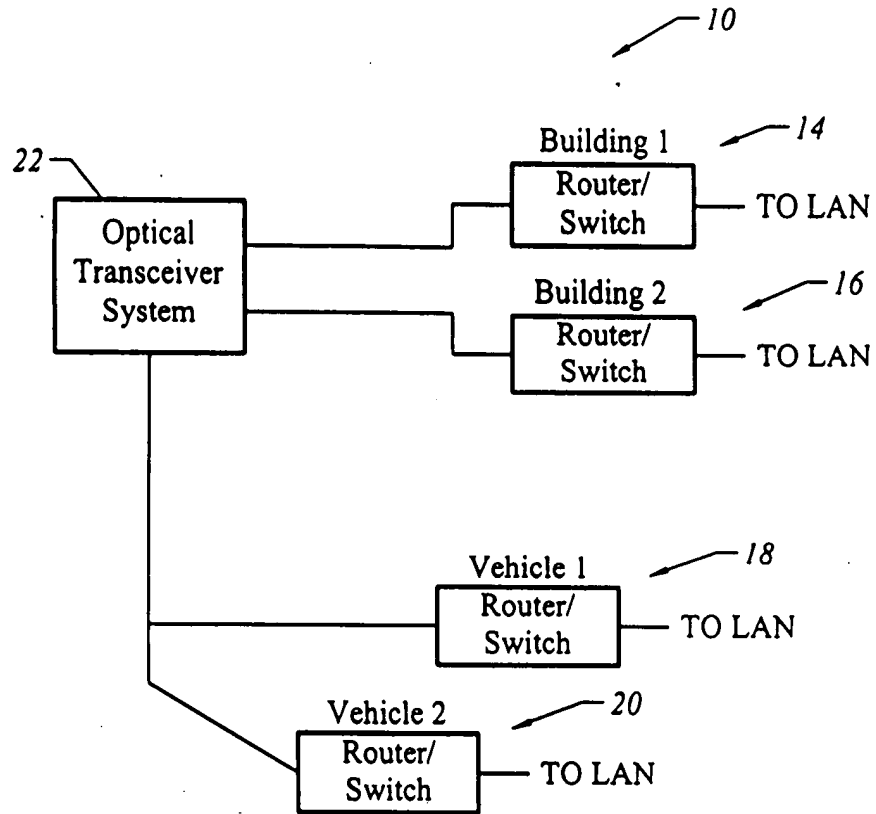 10
14
Building 1
22
Router/
Switch
TO LAN
Optical
Transceiver
System
16
Building 2
Router/
Switch
TO LAN
18
Vehicle 1
Router/
Switch
TO LAN
20
Vehicle 2
Router/
Switch
TO LAN